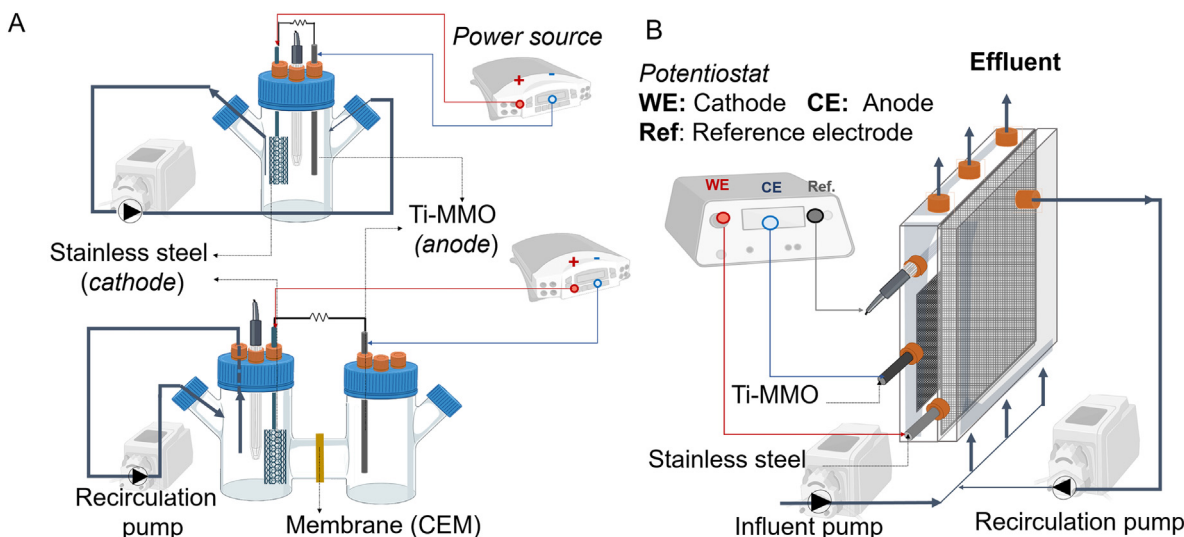 A
Power source
+ -
Ti-MMO
(anode)
Stainless steel
(cathode)
+ -
Recirculation
pump
Membrane (CEM)
B
Potentiostat
WE: Cathode CE: Anode
Ref: Reference electrode
Effluent
WE CE Ref.
Ti-MMO
Stainless steel
Influent pump
Recirculation pump